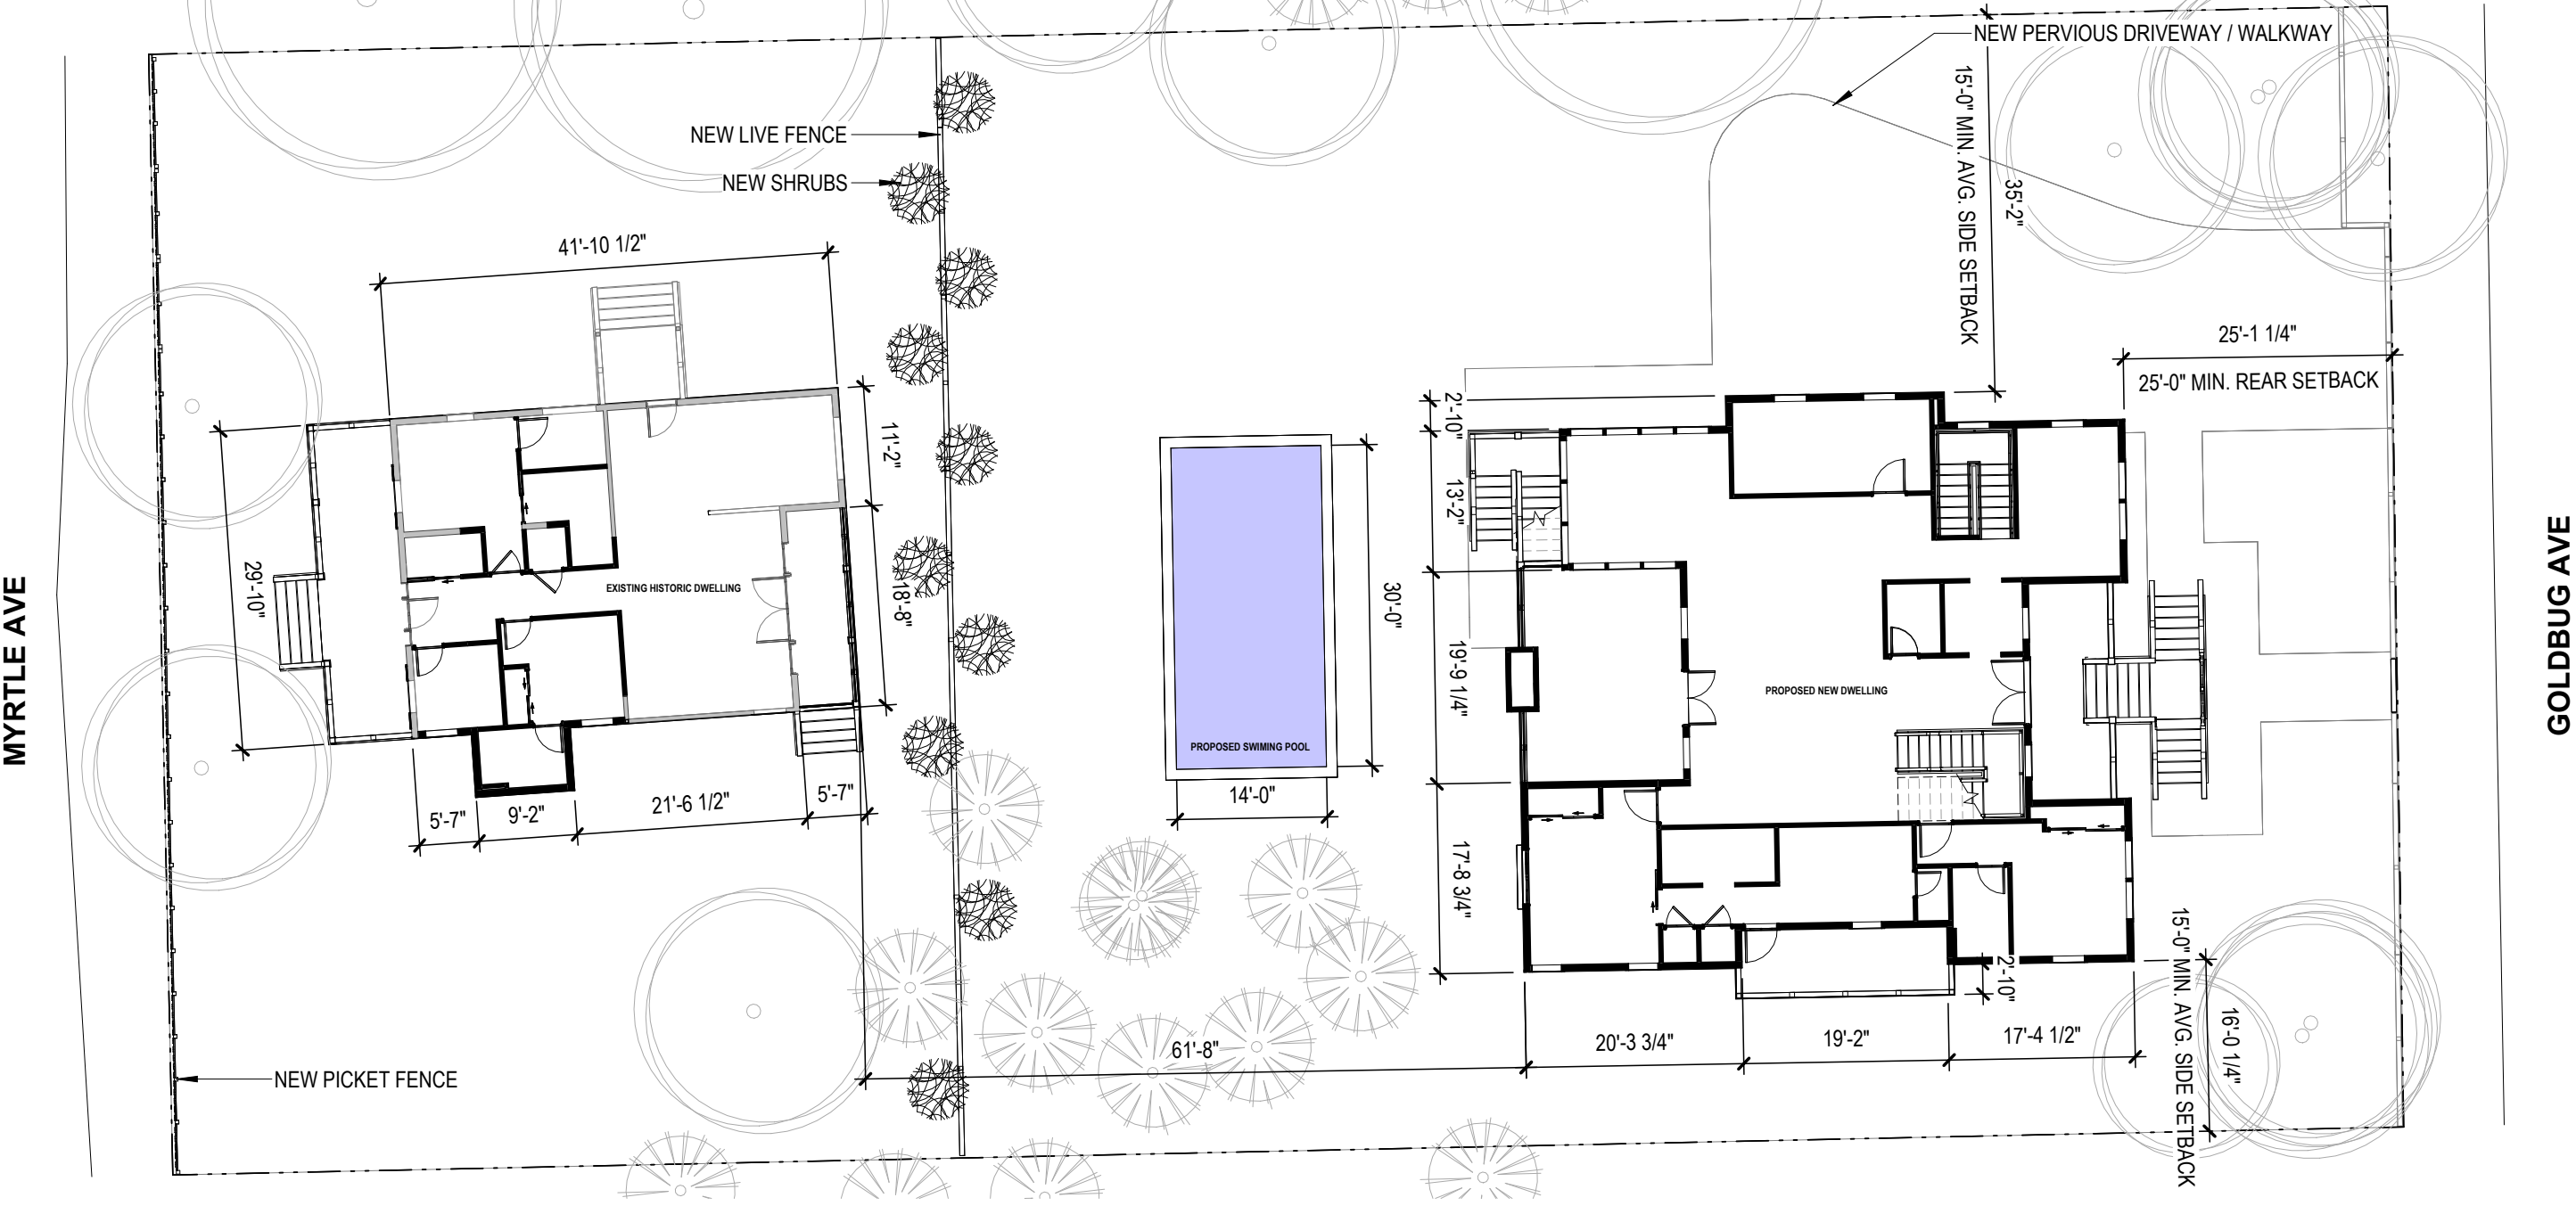 NEW PERVIOUS DRIVEWAY / WALKWAY
15'-0" MIN. AVG. SIDE SETBACK
35'-2"
NEW LIVE FENCE
NEW SHRUBS
41'-10 1/2"
25'-1 1/4"
25'-0" MIN. REAR SETBACK
2'-10"
11'-2"
13'-2"
29'-10"
EXISTING HISTORIC DWELLING
18'-8"
30'-0"
MYRTLE AVE
GOLDBUG AVE
19'-9 1/4"
PROPOSED NEW DWELLING
PROPOSED SWIMING POOL
14'-0"
5'-7"
9'-2"
21'-6 1/2"
5'-7"
17'-8 3/4"
2'-10"
15'-0" MIN. AVG. SIDE SETBACK
16'-0 1/4"
61'-8"
20'-3 3/4"
19'-2"
17'-4 1/2"
NEW PICKET FENCE